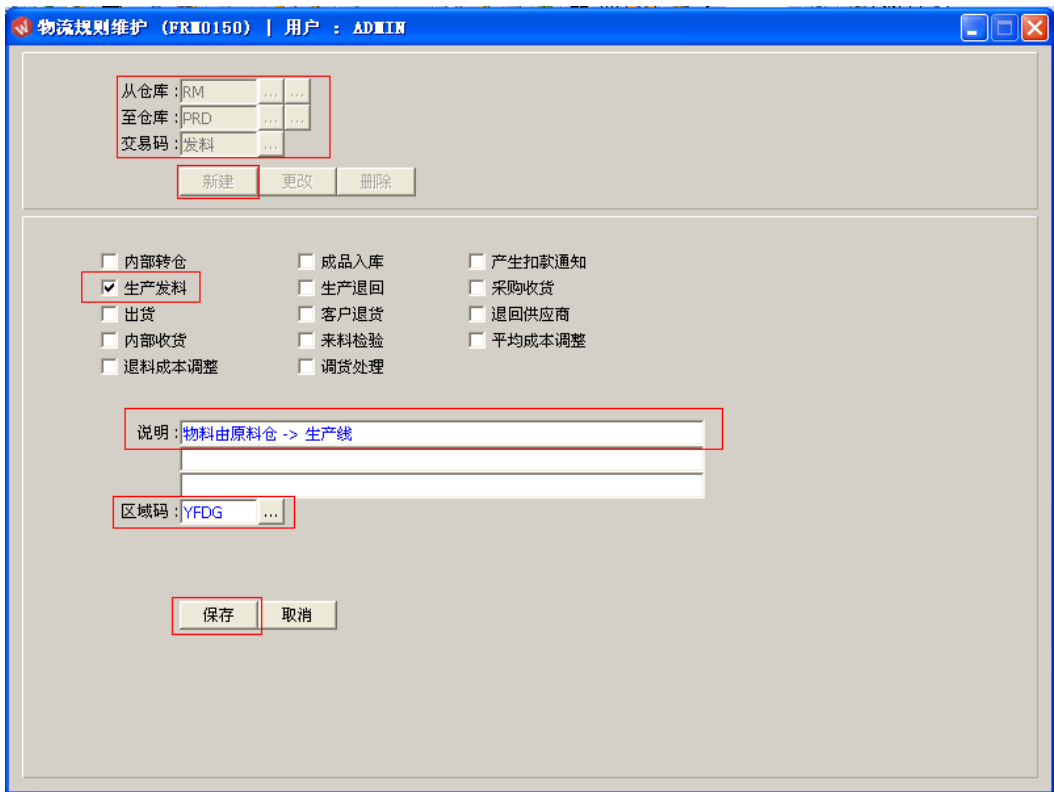 物流规则维护 (FRM0150) | 用户 : ADMIN
从仓库:RM ... ...
至仓库:PRD ... ...
交易码:发料 ...
新建 更改 删除
内部转仓 成品入库 产生扣款通知
生产发料 生产退回 采购收货
出货 客户退货 退回供应商
内部收货 来料检验 平均成本调整
退料成本调整 调货处理
说明:物料由原料仓 -> 生产线
区域码:YFDG ...
保存 取消